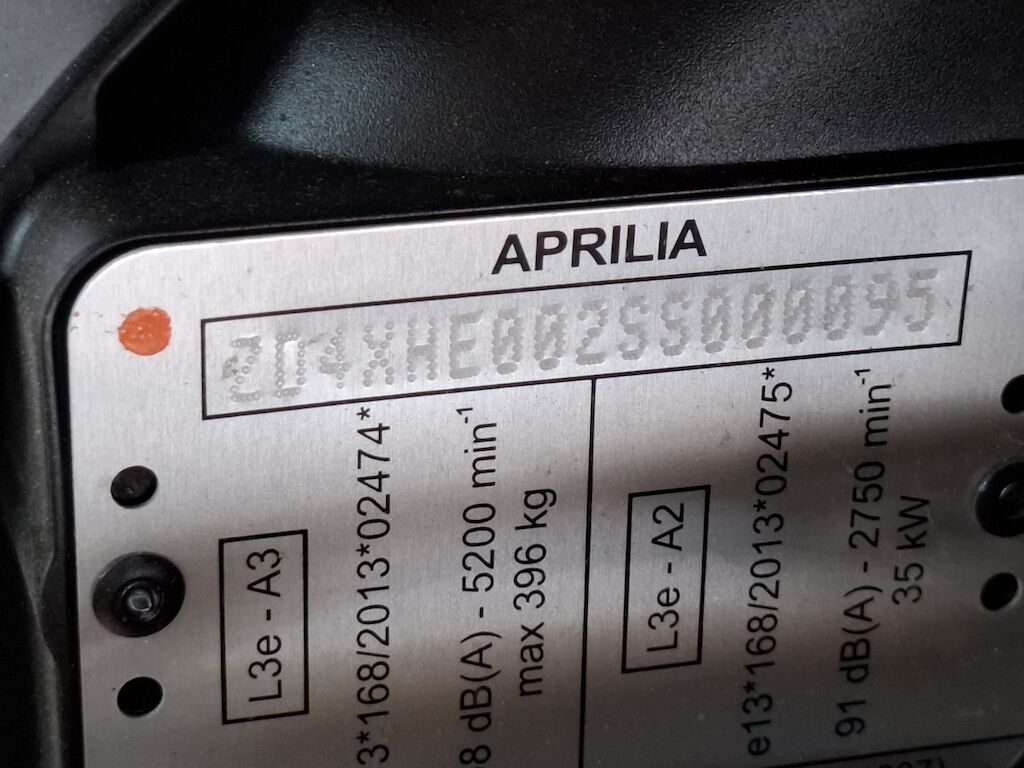 APRILIA
ZD4XHE002SS000095
L3e - A3
3*168/2013*02474*
8 dB(A) - 5200 min⁻¹
max 396 kg
L3e - A2
e13*168/2013*02475*
91 dB(A) - 2750 min⁻¹
35 kW